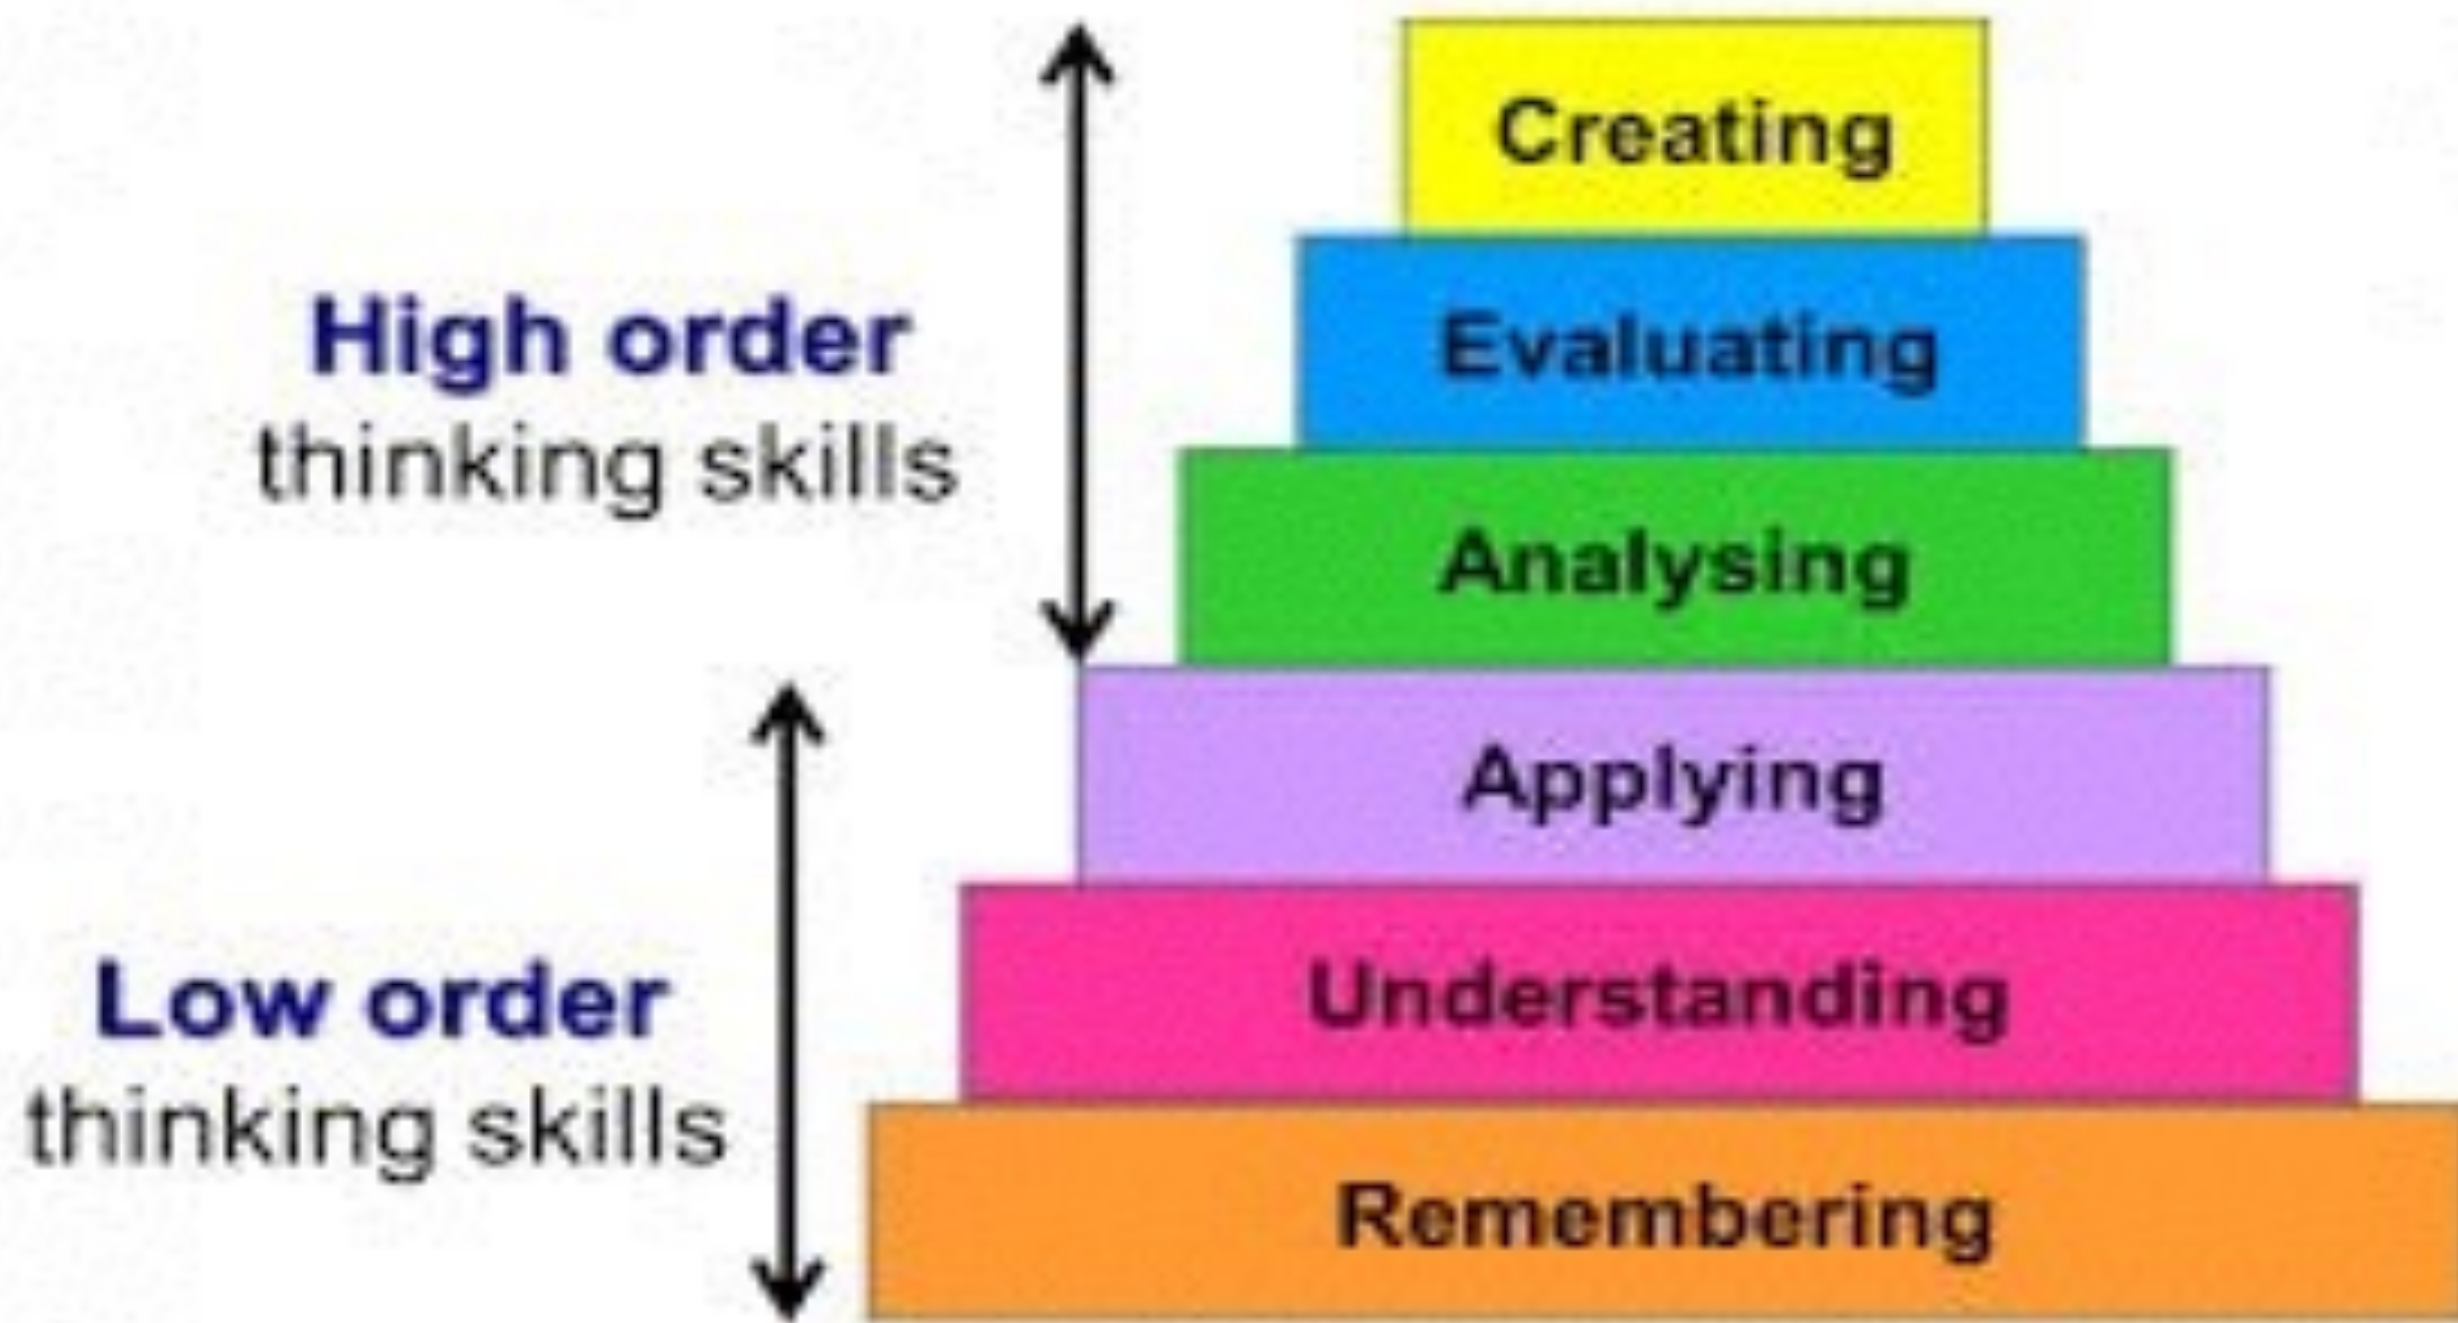 Creating
Evaluating
High order
thinking skills
Analysing
Applying
Understanding
Low order
thinking skills
Remembering